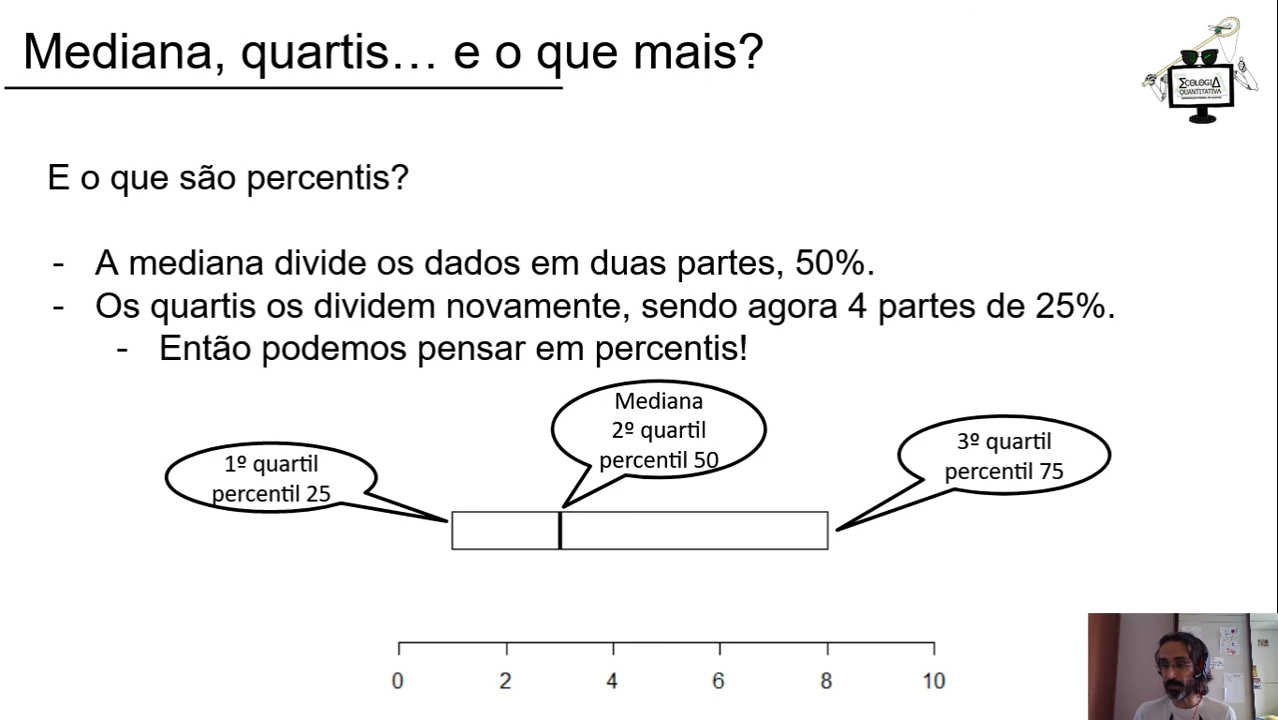 Mediana, quartis… e o que mais?
ΣCOLOGIA
QUANTITATIVA
E o que são percentis?
- A mediana divide os dados em duas partes, 50%.
- Os quartis os dividem novamente, sendo agora 4 partes de 25%.
- Então podemos pensar em percentis!
Mediana
2º quartil
percentil 50
1º quartil
percentil 25
3º quartil
percentil 75
0 2 4 6 8 10